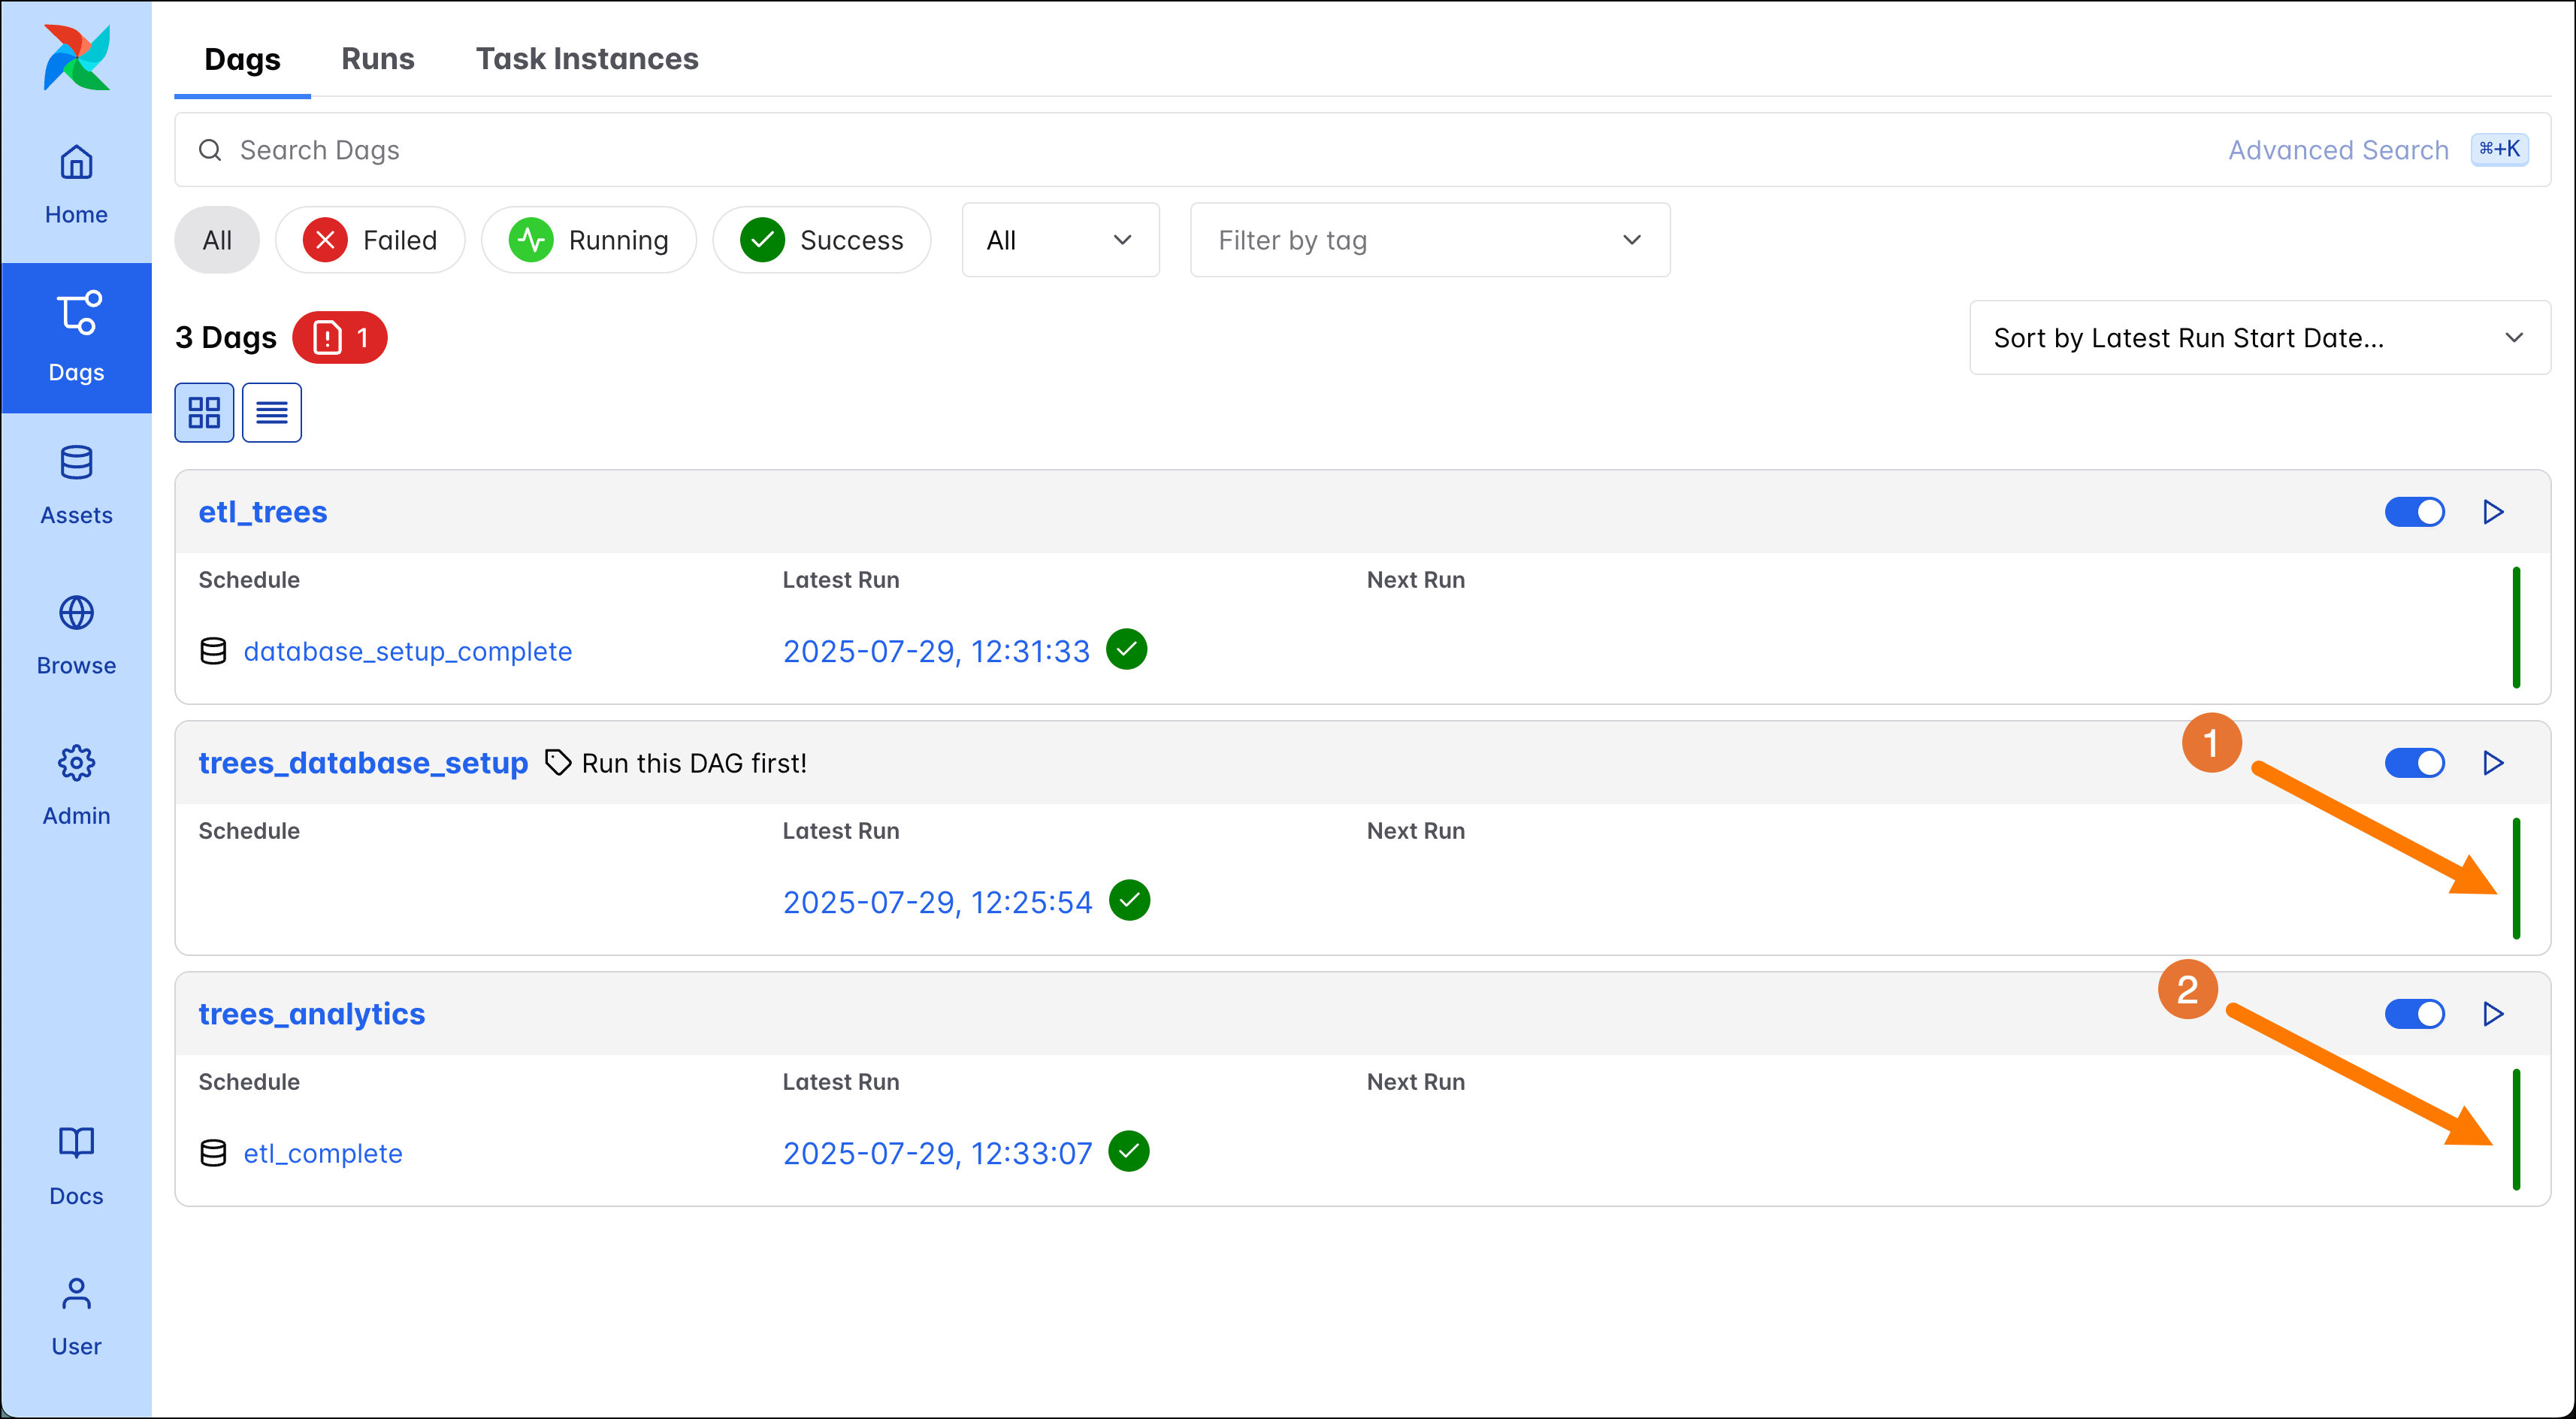 Dags Runs Task Instances
Search Dags Advanced Search ⌘+K
All Failed Running Success All Filter by tag
3 Dags 1 Sort by Latest Run Start Date...
etl_trees
Schedule Latest Run Next Run
database_setup_complete 2025-07-29, 12:31:33
1
trees_database_setup Run this DAG first!
Schedule Latest Run Next Run
2025-07-29, 12:25:54
2
trees_analytics
Schedule Latest Run Next Run
etl_complete 2025-07-29, 12:33:07
Home
Dags
Assets
Browse
Admin
Docs
User